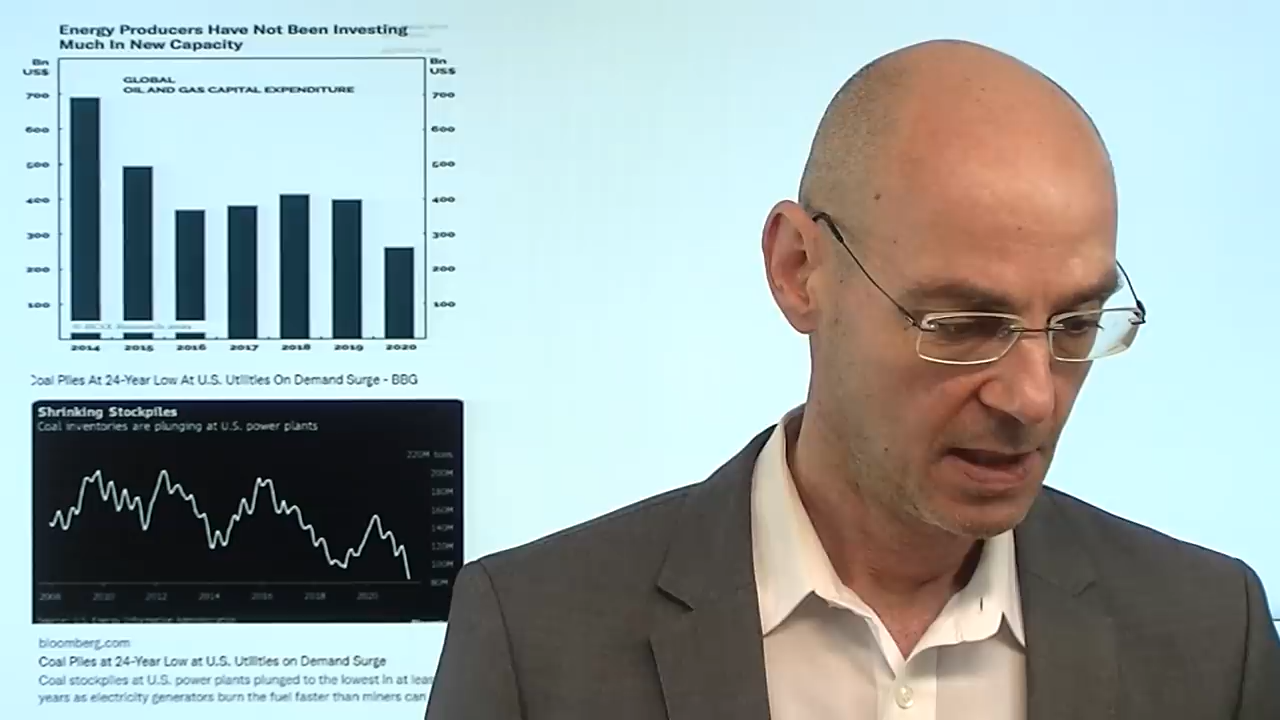 Energy Producers Have Not Been Investing
Much In New Capacity
Bn
US$
Bn
US$
GLOBAL
OIL AND GAS CAPITAL EXPENDITURE
700
700
600
600
500
500
400
400
300
300
200
200
100
100
2014 2015 2016 2017 2018 2019 2020
Coal Piles At 24-Year Low At U.S. Utilities On Demand Surge - BBG
Shrinking Stockpiles
Coal inventories are plunging at U.S. power plants
220M tons
200M
180M
160M
140M
120M
100M
80M
2008 2010 2012 2014 2016 2018 2020
Source: U.S. Energy Information Administration
bloomberg.com
Coal Piles at 24-Year Low at U.S. Utilities on Demand Surge
Coal stockpiles at U.S. power plants plunged to the lowest in at leas
years as electricity generators burn the fuel faster than miners can